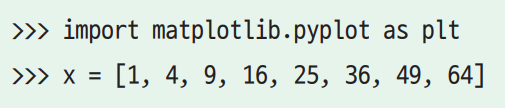 >>> import matplotlib.pyplot as plt
>>> x = [1, 4, 9, 16, 25, 36, 49, 64]